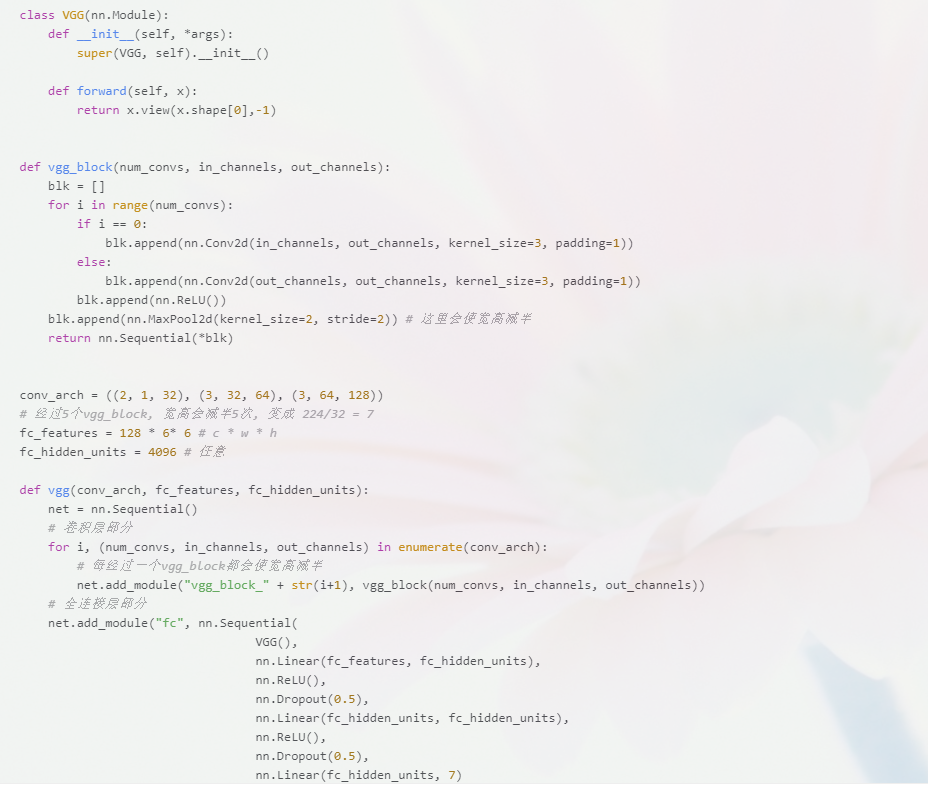 class VGG(nn.Module):
    def __init__(self, *args):
        super(VGG, self).__init__()
    def forward(self, x):
        return x.view(x.shape[0],-1)
def vgg_block(num_convs, in_channels, out_channels):
    blk = []
    for i in range(num_convs):
        if i == 0:
            blk.append(nn.Conv2d(in_channels, out_channels, kernel_size=3, padding=1))
        else:
            blk.append(nn.Conv2d(out_channels, out_channels, kernel_size=3, padding=1))
        blk.append(nn.ReLU())
    blk.append(nn.MaxPool2d(kernel_size=2, stride=2)) # 这里会使宽高减半
    return nn.Sequential(*blk)
conv_arch = ((2, 1, 32), (3, 32, 64), (3, 64, 128))
# 经过5个vgg_block, 宽高会减半5次, 变成 224/32 = 7
fc_features = 128 * 6* 6 # c * w * h
fc_hidden_units = 4096 # 任意
def vgg(conv_arch, fc_features, fc_hidden_units):
    net = nn.Sequential()
    # 卷积层部分
    for i, (num_convs, in_channels, out_channels) in enumerate(conv_arch):
        # 每经过一个vgg_block都会使宽高减半
        net.add_module("vgg_block_" + str(i+1), vgg_block(num_convs, in_channels, out_channels))
    # 全连接层部分
    net.add_module("fc", nn.Sequential(
                                 VGG(),
                                 nn.Linear(fc_features, fc_hidden_units),
                                 nn.ReLU(),
                                 nn.Dropout(0.5),
                                 nn.Linear(fc_hidden_units, fc_hidden_units),
                                 nn.ReLU(),
                                 nn.Dropout(0.5),
                                 nn.Linear(fc_hidden_units, 7)